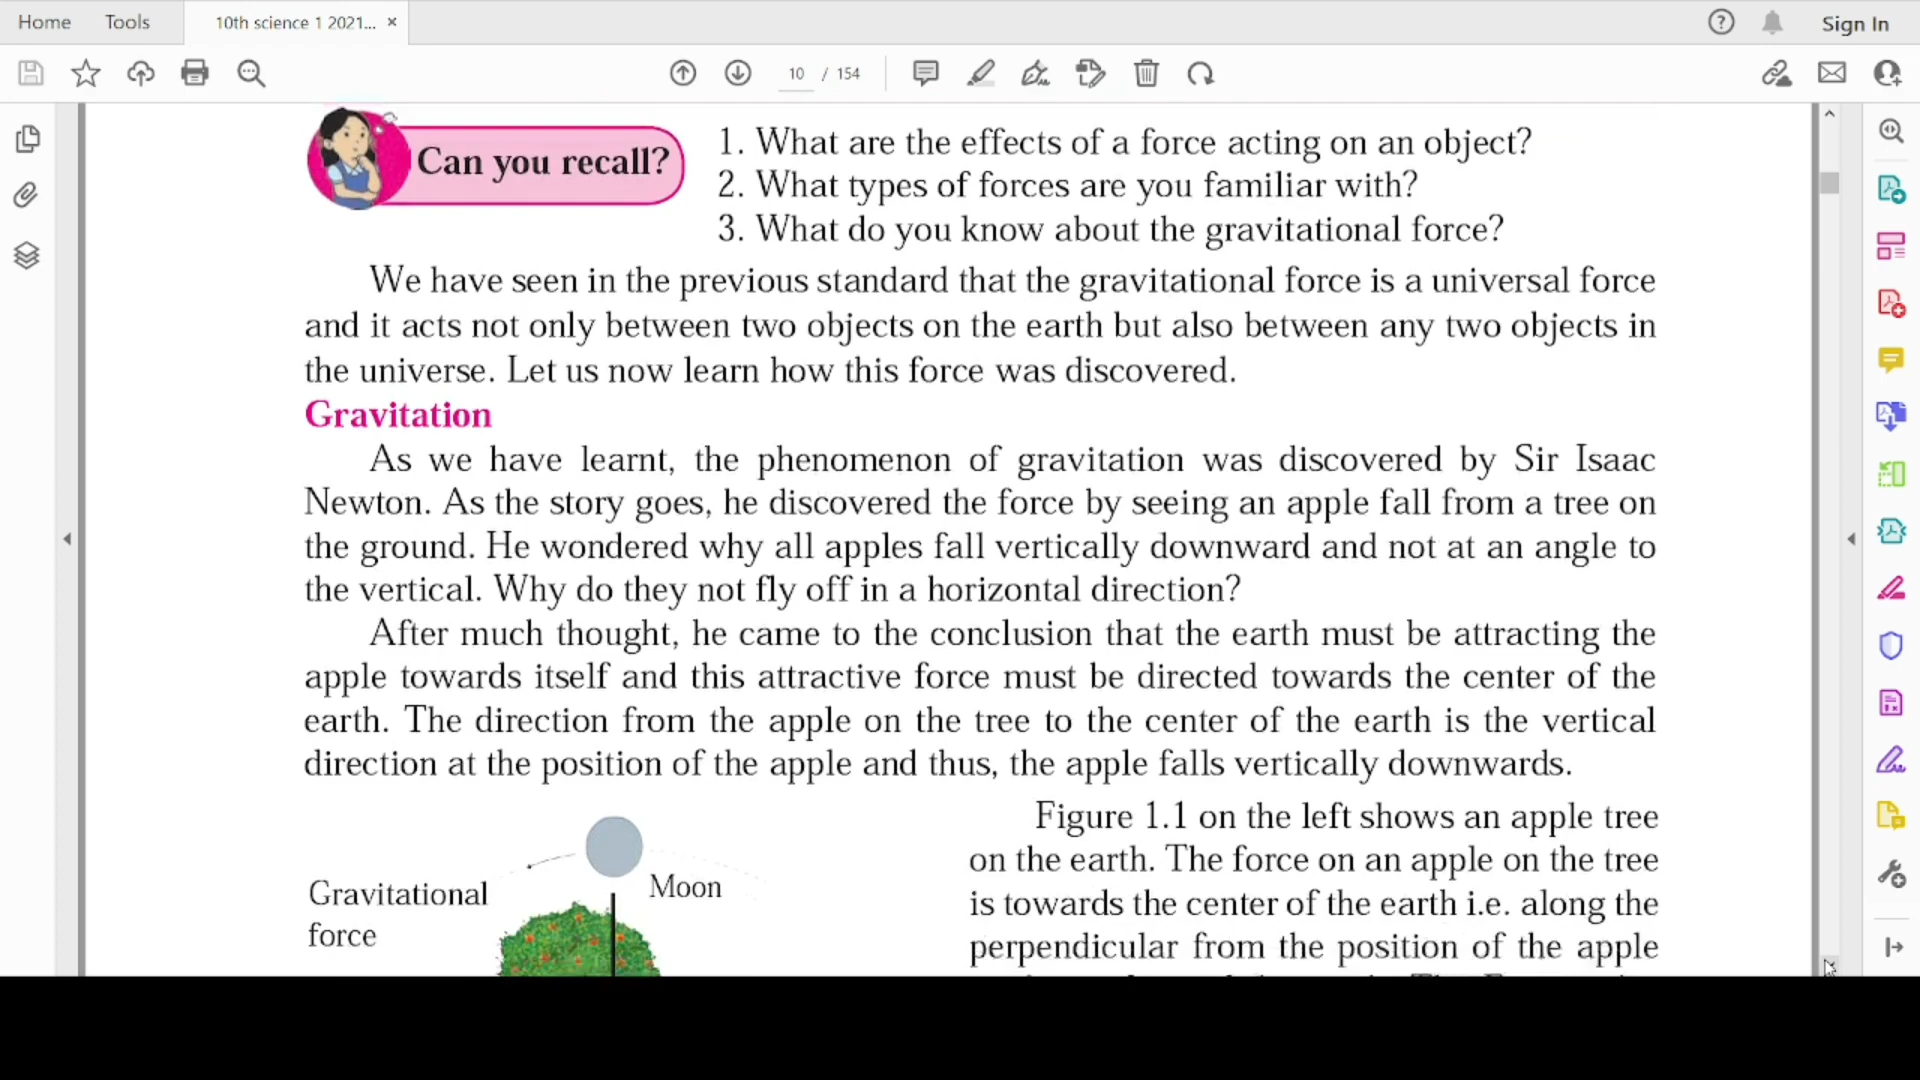 Home Tools 10th science 1 2021... × Sign In
10 / 154
Can you recall?
1. What are the effects of a force acting on an object?
2. What types of forces are you familiar with?
3. What do you know about the gravitational force?
We have seen in the previous standard that the gravitational force is a universal force
and it acts not only between two objects on the earth but also between any two objects in
the universe. Let us now learn how this force was discovered.
Gravitation
As we have learnt, the phenomenon of gravitation was discovered by Sir Isaac
Newton. As the story goes, he discovered the force by seeing an apple fall from a tree on
the ground. He wondered why all apples fall vertically downward and not at an angle to
the vertical. Why do they not fly off in a horizontal direction?
After much thought, he came to the conclusion that the earth must be attracting the
apple towards itself and this attractive force must be directed towards the center of the
earth. The direction from the apple on the tree to the center of the earth is the vertical
direction at the position of the apple and thus, the apple falls vertically downwards.
Moon
Gravitational
force
Figure 1.1 on the left shows an apple tree
on the earth. The force on an apple on the tree
is towards the center of the earth i.e. along the
perpendicular from the position of the apple